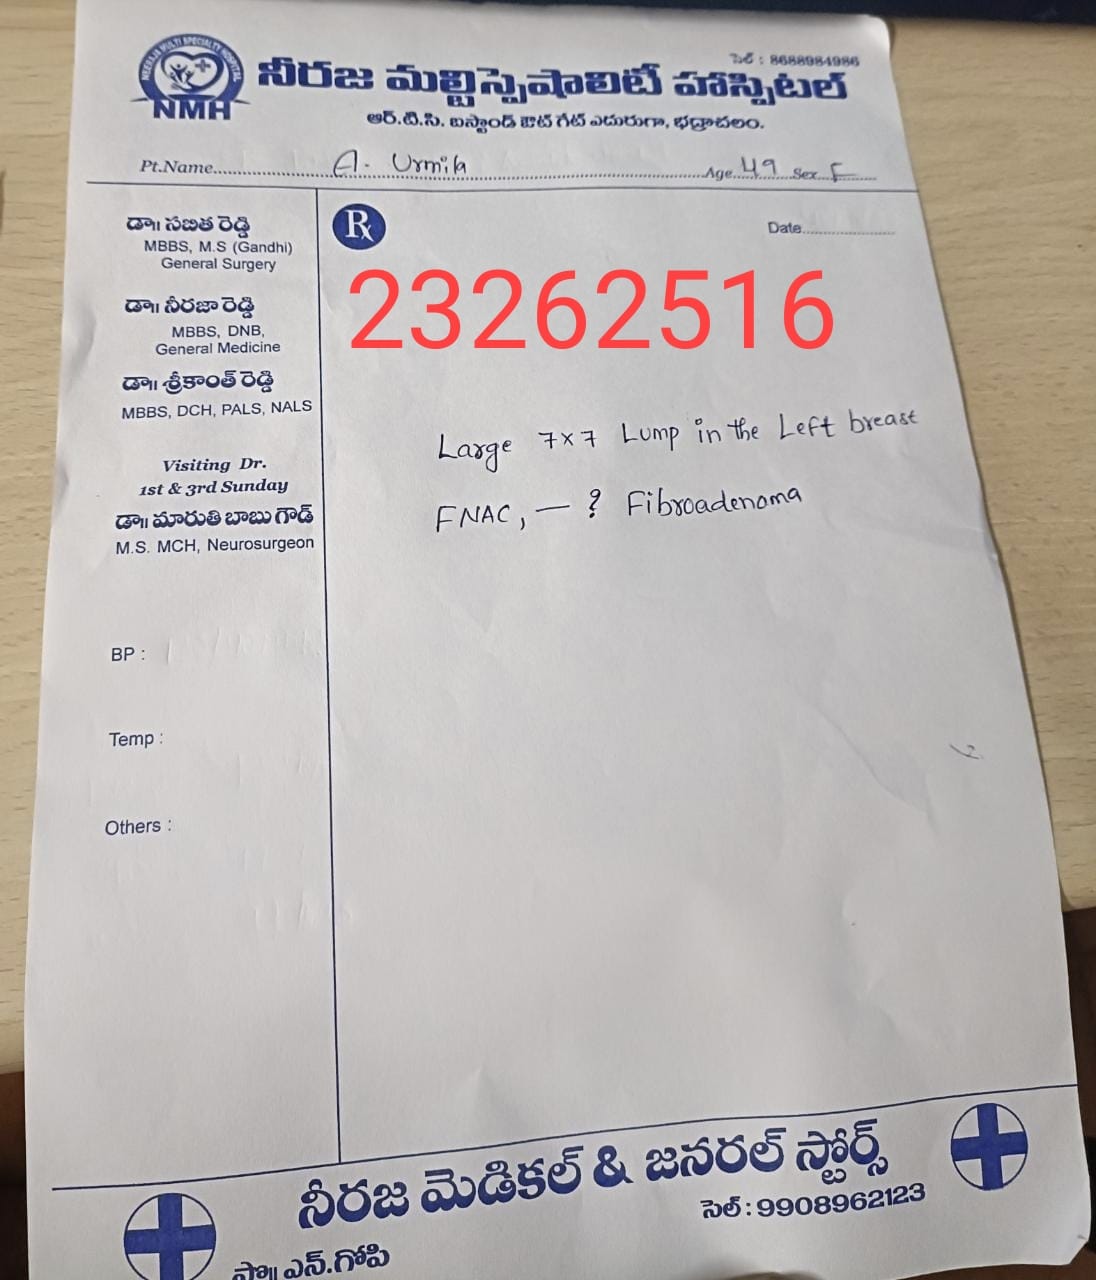 NEERAJA MULTI SPECIALTY HOSPITAL
NMH
సెల్ : 8688984986
నీరజ మల్టిస్పెషాలిటీ హాస్పిటల్
ఆర్.టి.సి. బస్టాండ్ ఔట్ గేట్ ఎదురుగా, భద్రాచలం.
Pt.Name A. Urmila Age 49 Sex F
డా॥ సబిత రెడ్డి
MBBS, M.S (Gandhi)
General Surgery
డా॥ నీరజా రెడ్డి
MBBS, DNB,
General Medicine
డా॥ శ్రీకాంత్ రెడ్డి
MBBS, DCH, PALS, NALS
Visiting Dr.
1st & 3rd Sunday
డా॥ మారుతి బాబు గౌడ్
M.S. MCH, Neurosurgeon
BP :
Temp :
Others :
Rx
Date
23262516
Large 7x7 Lump in the Left breast
FNAC, — ? Fibroadenoma
నీరజ మెడికల్ & జనరల్ స్టోర్స్
సెల్ : 9908962123
ప్రొ॥ ఎన్.గోపి